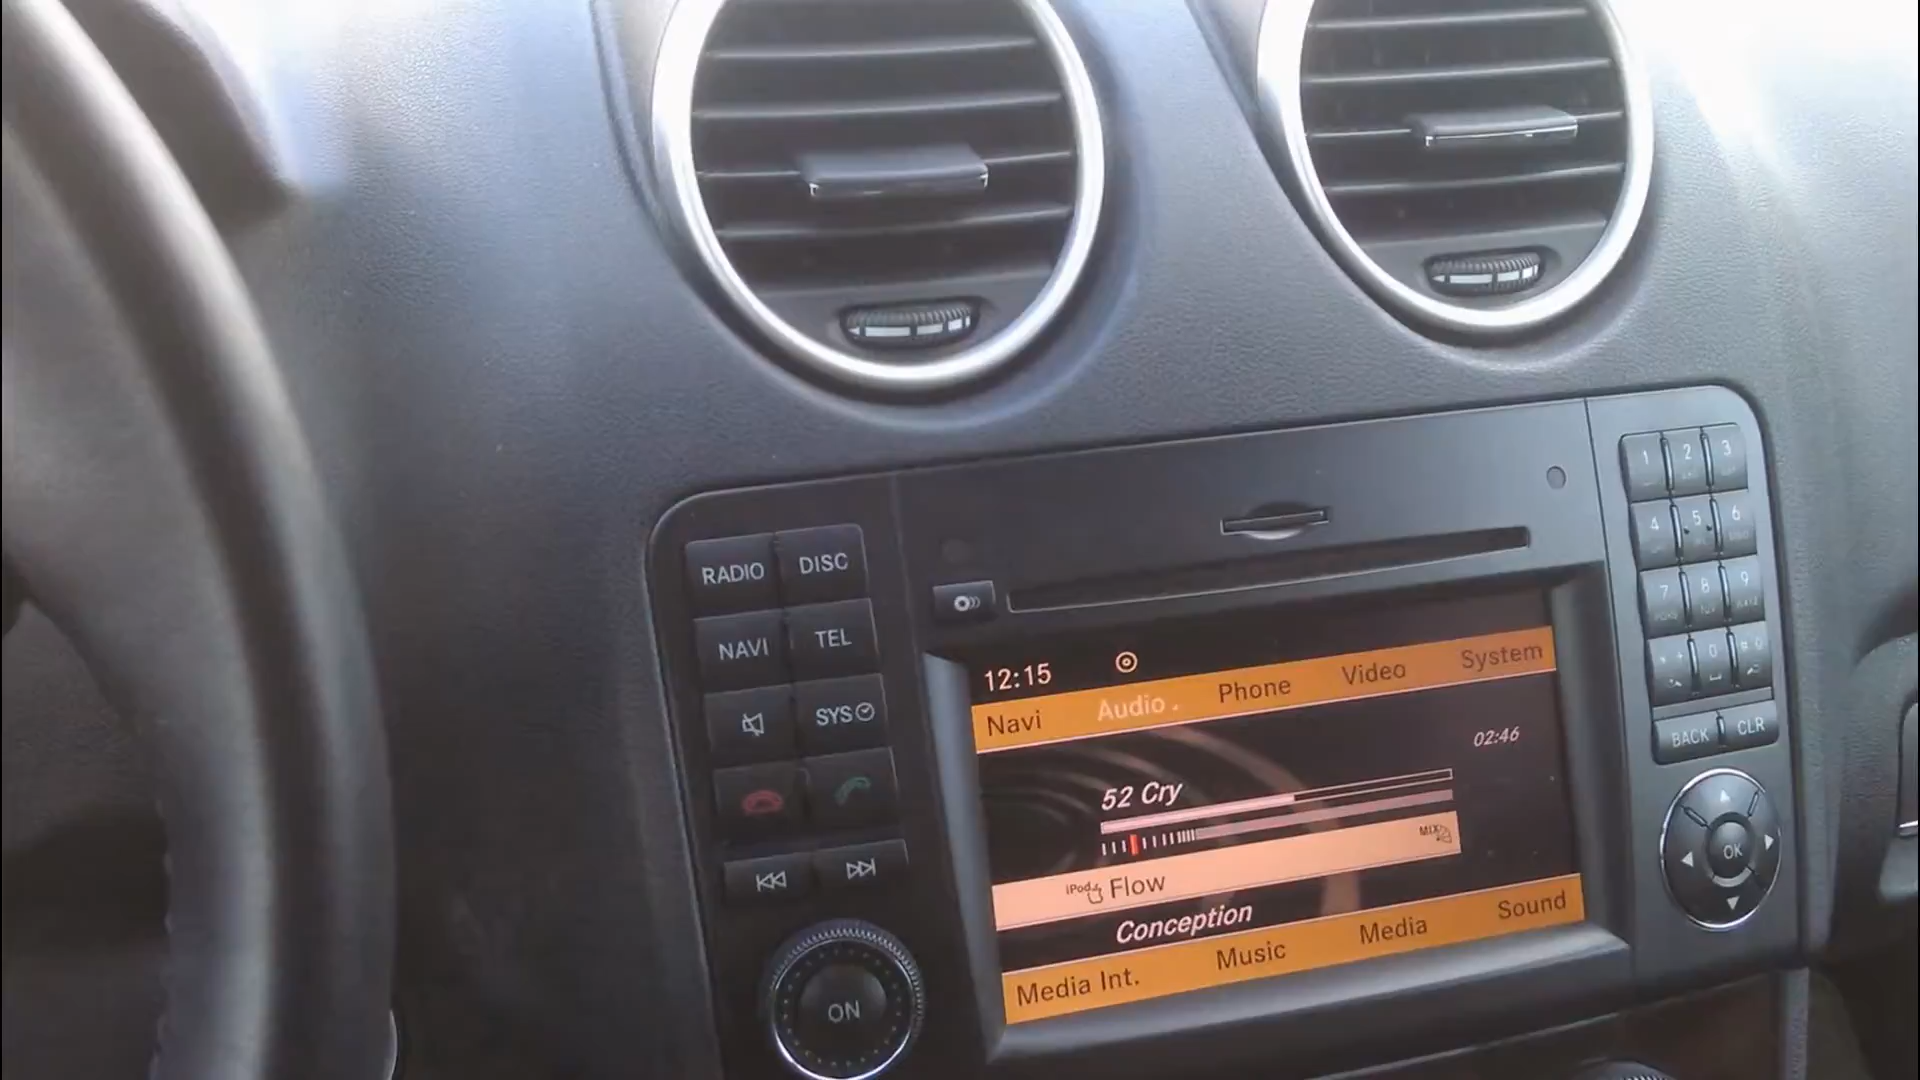 RADIO DISC
NAVI TEL
SYS
ON
12:15
Navi Audio Phone Video System
02:46
52 Cry
MIX
iPod Flow
Conception
Media Int. Music Media Sound
1 2 3
4 5 6
7 8 9
* + 0 #
BACK CLR
OK